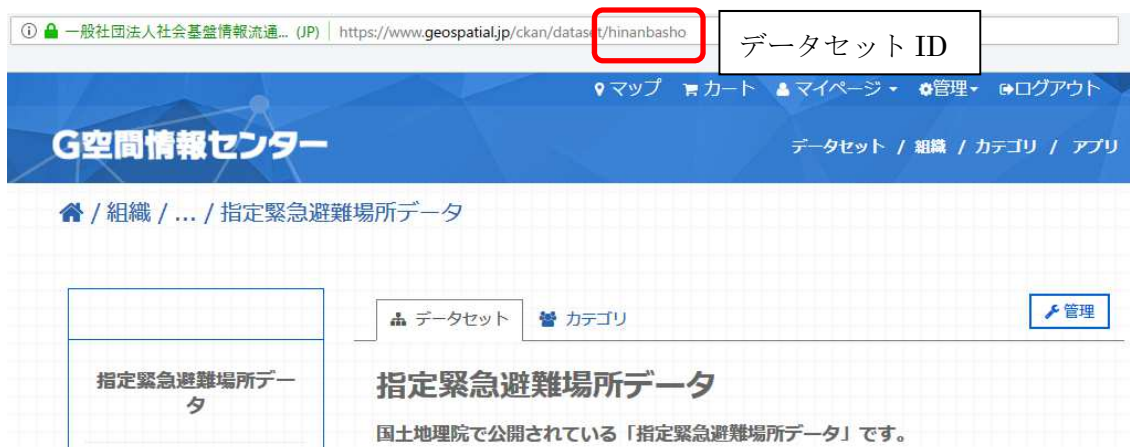 一般社団法人社会基盤情報流通... (JP) https://www.geospatial.jp/ckan/dataset/hinanbasho
データセット ID
マップ カート マイページ 管理 ログアウト
G空間情報センター
データセット / 組織 / カテゴリ / アプリ
/ 組織 / ... / 指定緊急避難場所データ
データセット カテゴリ
管理
指定緊急避難場所デー
タ
指定緊急避難場所データ
国土地理院で公開されている「指定緊急避難場所データ」です。